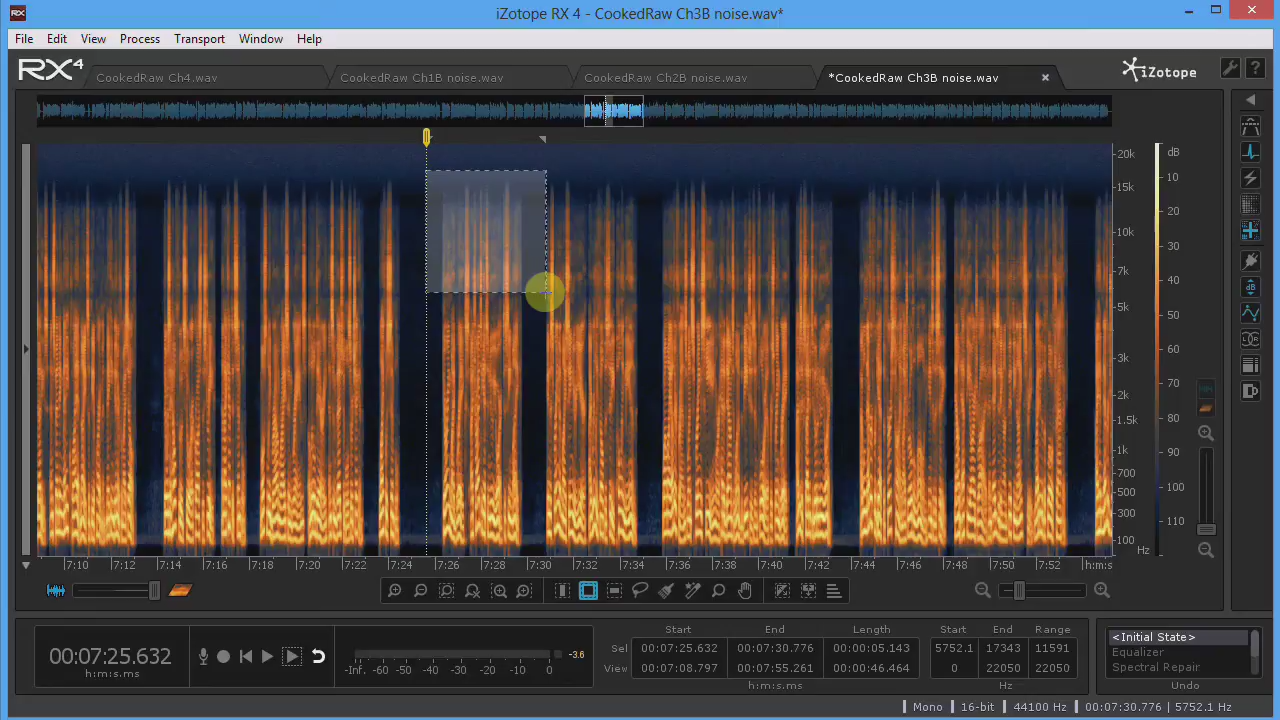 iZotope RX 4 - CookedRaw Ch3B noise.wav*
File Edit View Process Transport Window Help
RX4 CookedRaw Ch4.wav CookedRaw Ch1B noise.wav CookedRaw Ch2B noise.wav *CookedRaw Ch3B noise.wav iZotope ?
20k dB
15k 10
20
10k 30
7k 40
5k 50
3k 60
70
2k 80
1.5k
1k 90
700
500 100
300 110
100
Hz
7:10 7:12 7:14 7:16 7:18 7:20 7:22 7:24 7:26 7:28 7:30 7:32 7:34 7:36 7:38 7:40 7:42 7:44 7:46 7:48 7:50 7:52 h:m:s
Start End Length Start End Range
00:07:25.632 Sel 00:07:25.632 00:07:30.776 00:00:05.143 5752.1 17343 11591
h:m:s.ms -Inf. -60 -50 -40 -30 -20 -10 0 -3.6 View 00:07:08.797 00:07:55.261 00:00:46.464 0 22050 22050
h:m:s.ms Hz
<Initial State>
Equalizer
Spectral Repair
Undo
Mono 16-bit 44100 Hz 00:07:30.776 5752.1 Hz